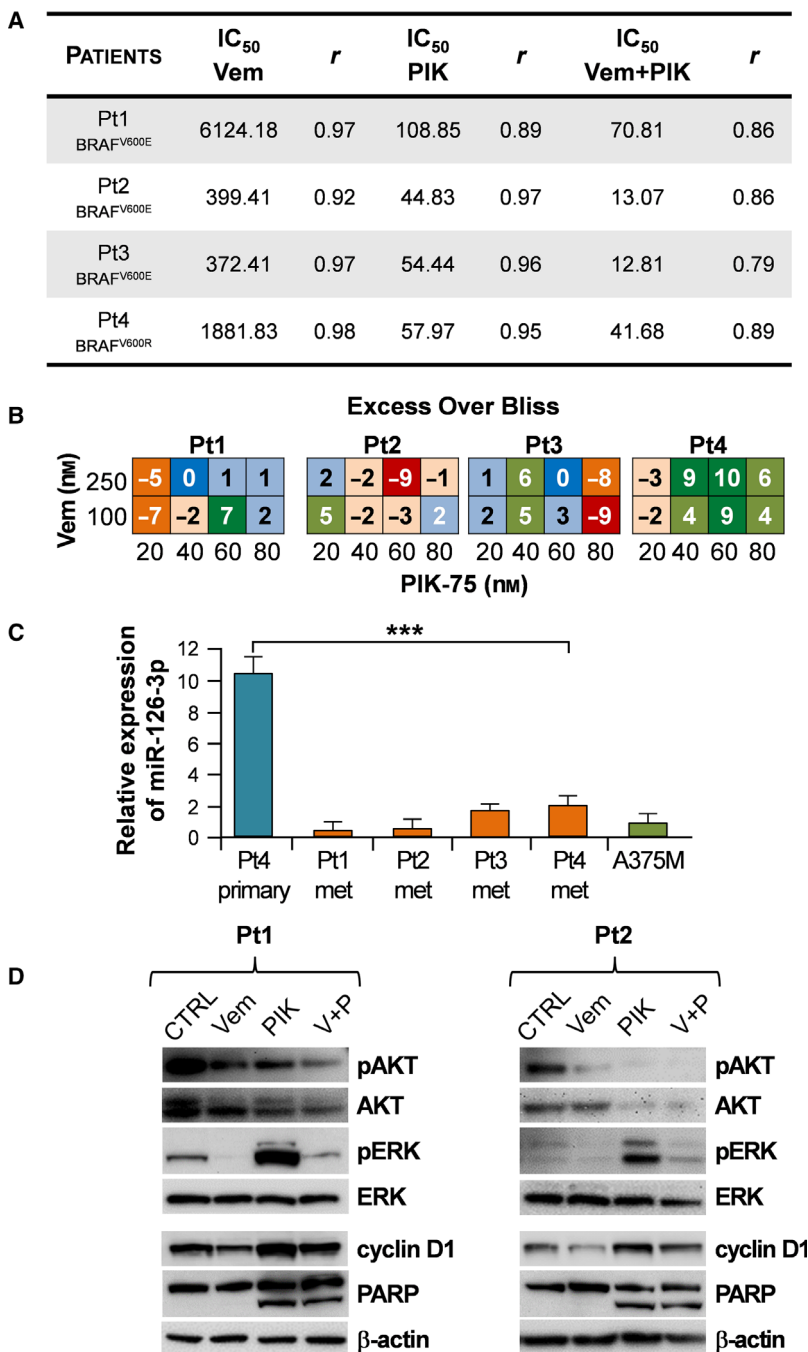 A
PATIENTS IC50 Vem r IC50 PIK r IC50 Vem+PIK r
Pt1 BRAFV600E 6124.18 0.97 108.85 0.89 70.81 0.86
Pt2 BRAFV600E 399.41 0.92 44.83 0.97 13.07 0.86
Pt3 BRAFV600E 372.41 0.97 54.44 0.96 12.81 0.79
Pt4 BRAFV600R 1881.83 0.98 57.97 0.95 41.68 0.89
B
Excess Over Bliss
Pt1 Pt2 Pt3 Pt4
Vem (nM)
250 –5 0 1 1 2 –2 –9 –1 1 6 0 –8 –3 9 10 6
100 –7 –2 7 2 5 –2 –3 2 2 5 3 –9 –2 4 9 4
20 40 60 80 20 40 60 80 20 40 60 80 20 40 60 80
PIK-75 (nM)
C
Relative expression
of miR-126-3p
***
12
10
8
6
4
2
0
Pt4 Pt1 Pt2 Pt3 Pt4 A375M
primary met met met met
D
Pt1 Pt2
CTRL Vem PIK V+P CTRL Vem PIK V+P
pAKT pAKT
AKT AKT
pERK pERK
ERK ERK
cyclin D1 cyclin D1
PARP PARP
β-actin β-actin